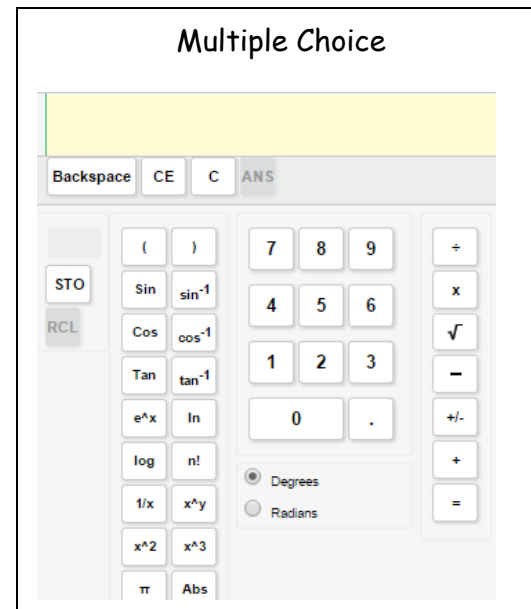 Multiple Choice
Backspace CE C ANS
( ) 7 8 9 ÷
STO Sin sin⁻¹ 4 5 6 x
RCL Cos cos⁻¹ √
Tan tan⁻¹ 1 2 3 −
e^x ln 0 . +/-
log n! Degrees +
1/x x^y Radians =
x^2 x^3
π Abs